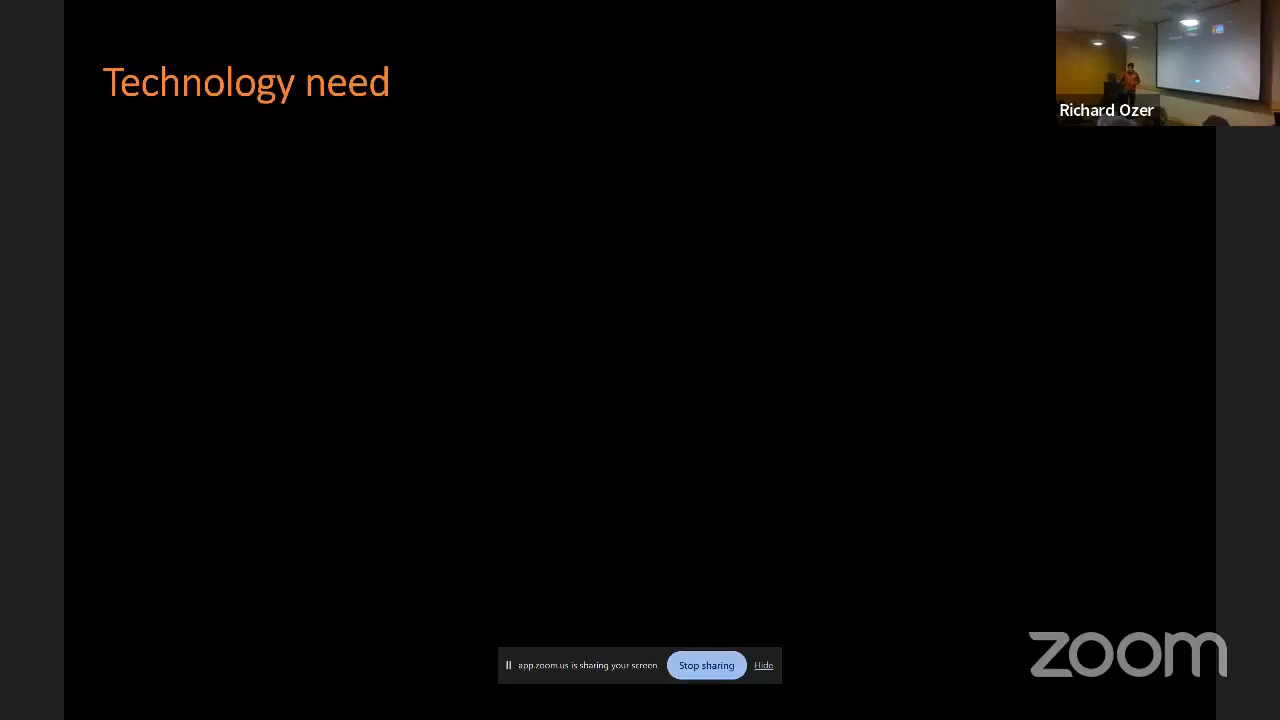 Technology need
Richard Ozer
app.zoom.us is sharing your screen.
Stop sharing
Hide
zoom